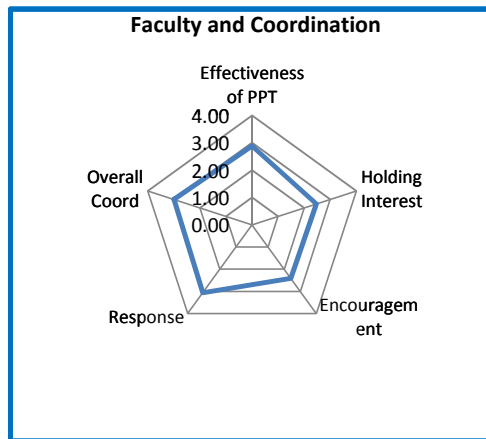 Faculty and Coordination
Effectiveness
of PPT
4.00
3.00
2.00
1.00
0.00
Holding
Interest
Encouragem
ent
Response
Overall
Coord